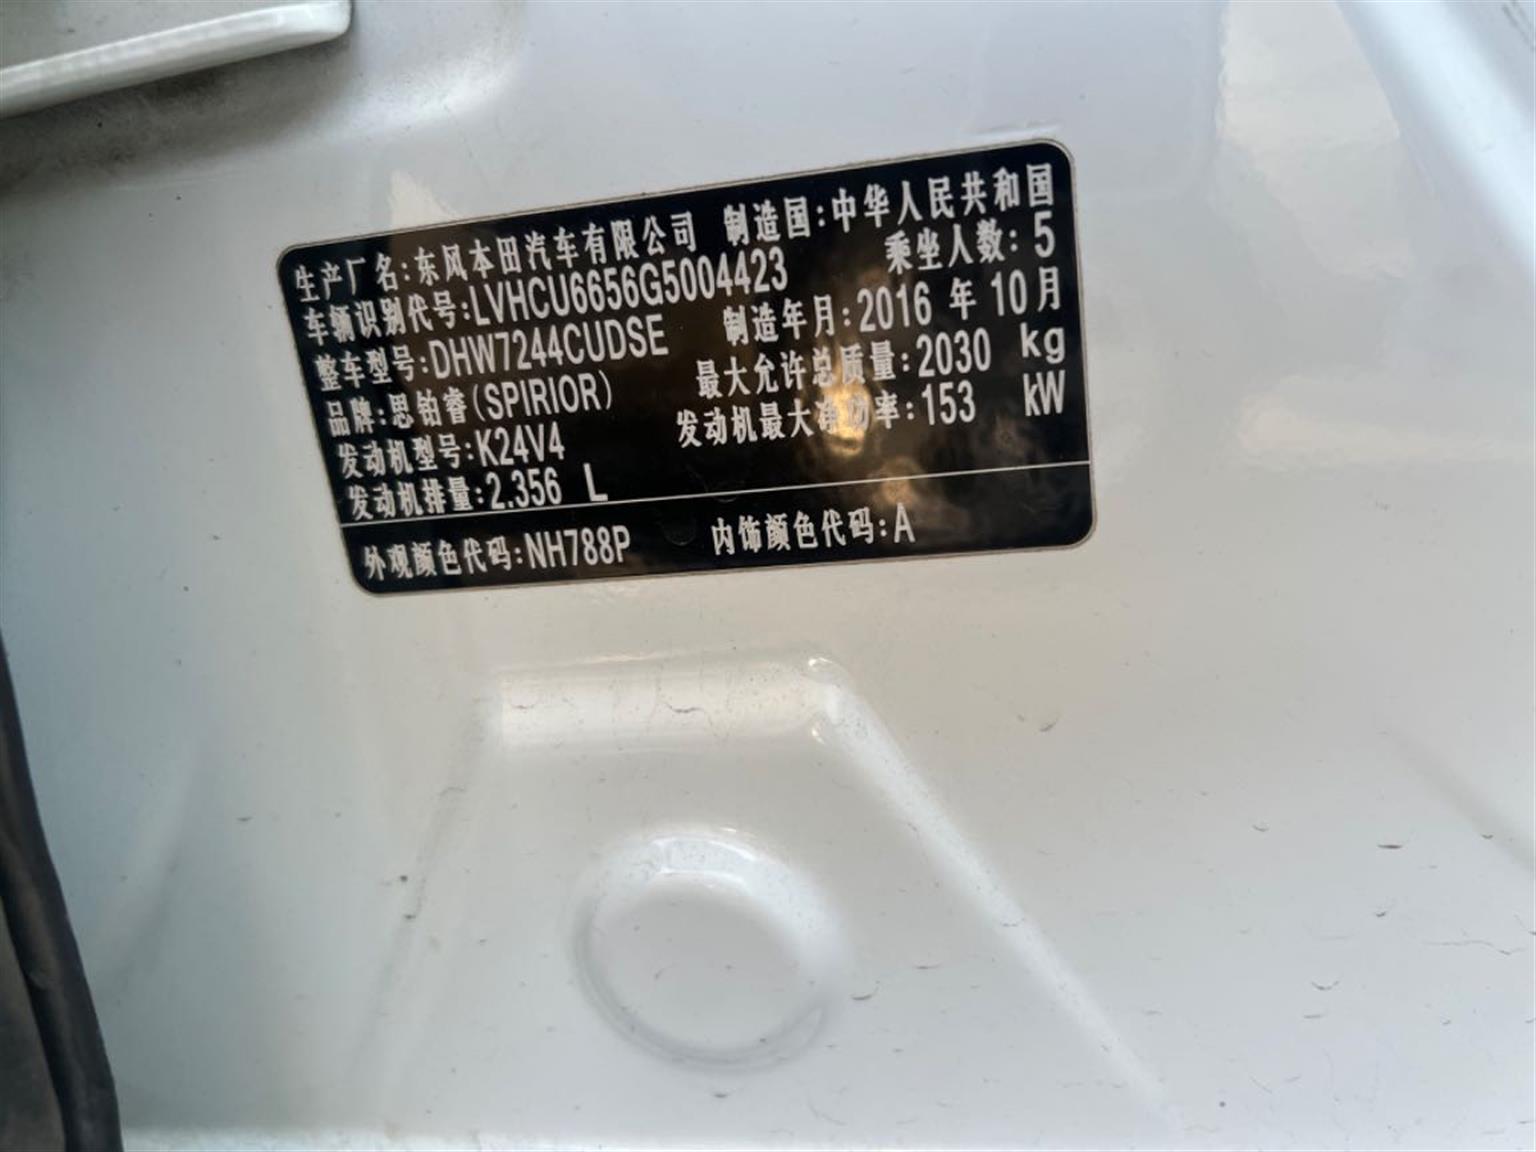 生产厂名:东风本田汽车有限公司 制造国:中华人民共和国
车辆识别代号:LVHCU6656G5004423 乘坐人数:5
整车型号:DHW7244CUDSE 制造年月:2016 年 10 月
品牌:思铂睿(SPIRIOR) 最大允许总质量:2030 kg
发动机型号:K24V4 发动机最大净功率:153 kW
发动机排量:2.356 L
外观颜色代码:NH788P 内饰颜色代码:A